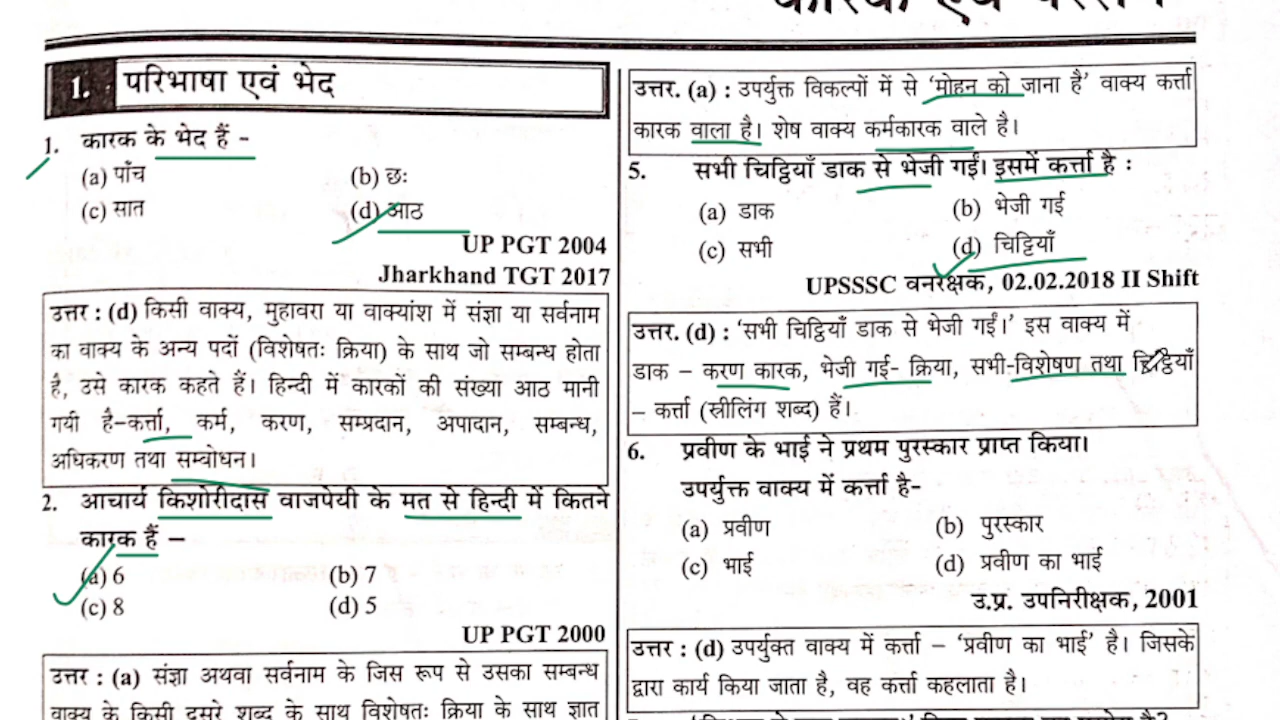 1. परिभाषा एवं भेद
1. कारक के भेद हैं -
(a) पाँच (b) छः
(c) सात (d) आठ
UP PGT 2004
Jharkhand TGT 2017
उत्तर : (d) किसी वाक्य, मुहावरा या वाक्यांश में संज्ञा या सर्वनाम
का वाक्य के अन्य पदों (विशेषतः क्रिया) के साथ जो सम्बन्ध होता
है, उसे कारक कहते हैं। हिन्दी में कारकों की संख्या आठ मानी
गयी है–कर्त्ता, कर्म, करण, सम्प्रदान, अपादान, सम्बन्ध,
अधिकरण तथा सम्बोधन।
2. आचार्य किशोरीदास वाजपेयी के मत से हिन्दी में कितने
कारक हैं –
(a) 6 (b) 7
(c) 8 (d) 5
UP PGT 2000
उत्तर : (a) संज्ञा अथवा सर्वनाम के जिस रूप से उसका सम्बन्ध
वाक्य के किसी दूसरे शब्द के साथ विशेषतः क्रिया के साथ ज्ञात
उत्तर. (a) : उपर्युक्त विकल्पों में से ‘मोहन को जाना है’ वाक्य कर्त्ता
कारक वाला है। शेष वाक्य कर्मकारक वाले है।
5. सभी चिट्ठियाँ डाक से भेजी गईं। इसमें कर्त्ता है :
(a) डाक (b) भेजी गई
(c) सभी (d) चिट्टियाँ
UPSSSC वनरक्षक, 02.02.2018 II Shift
उत्तर. (d) : ‘सभी चिट्ठियाँ डाक से भेजी गईं।’ इस वाक्य में
डाक – करण कारक, भेजी गई- क्रिया, सभी-विशेषण तथा चिट्ठियाँ
– कर्त्ता (स्रीलिंग शब्द) हैं।
6. प्रवीण के भाई ने प्रथम पुरस्कार प्राप्त किया।
उपर्युक्त वाक्य में कर्त्ता है-
(a) प्रवीण (b) पुरस्कार
(c) भाई (d) प्रवीण का भाई
उ.प्र. उपनिरीक्षक, 2001
उत्तर : (d) उपर्युक्त वाक्य में कर्त्ता – ‘प्रवीण का भाई’ है। जिसके
द्वारा कार्य किया जाता है, वह कर्त्ता कहलाता है।